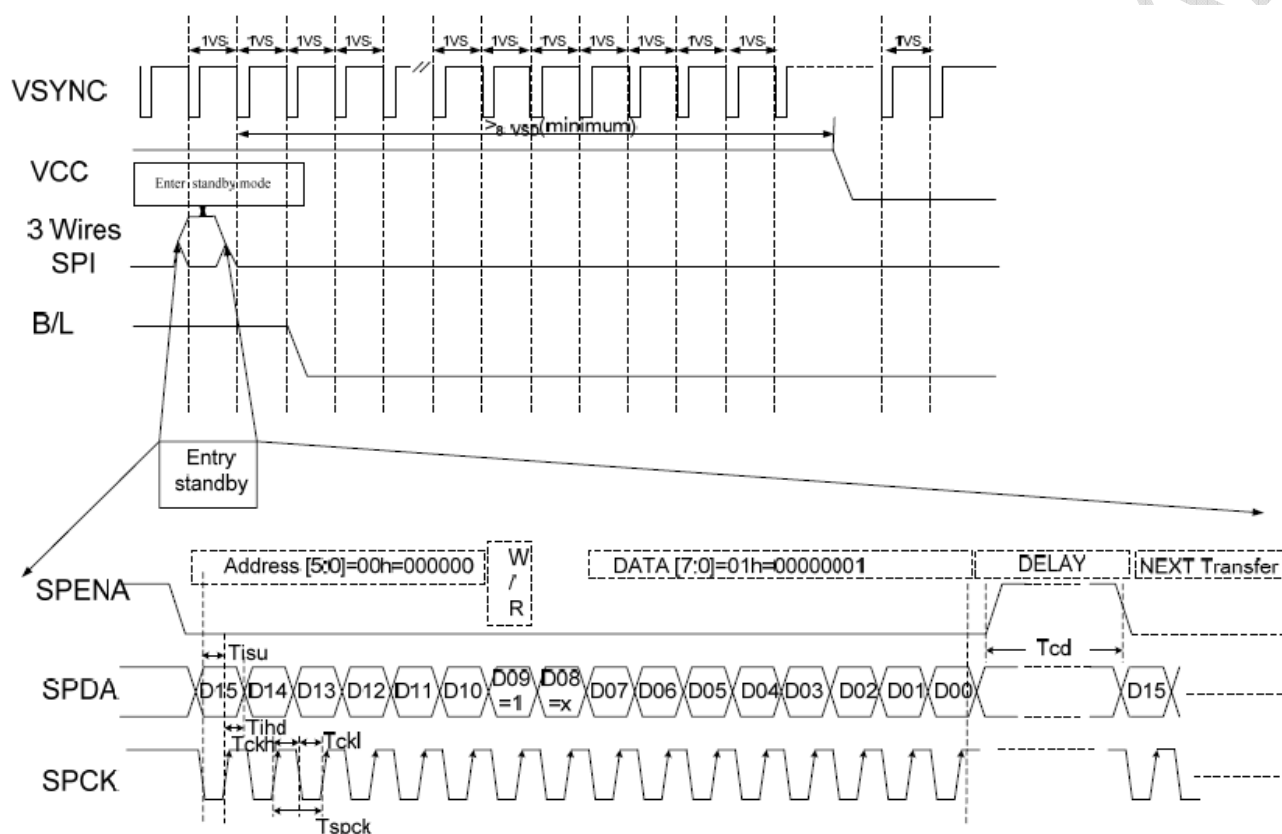 1VS 1VS 1VS 1VS 1VS 1VS 1VS 1VS 1VS 1VS 1VS 1VS
VSYNC
>8 VSD(minimum)
VCC
Enter standby mode
3 Wires
SPI
B/L
Entry
standby
Address [5:0]=00h=000000
W
/
R
DATA [7:0]=01h=00000001
DELAY
NEXT Transfer
SPENA
Tisu
Tcd
SPDA
D15 D14 D13 D12 D11 D10 D09 =1 D08 =x D07 D06 D05 D04 D03 D02 D01 D00 D15
Tihd
Tckh
Tckl
SPCK
Tspck